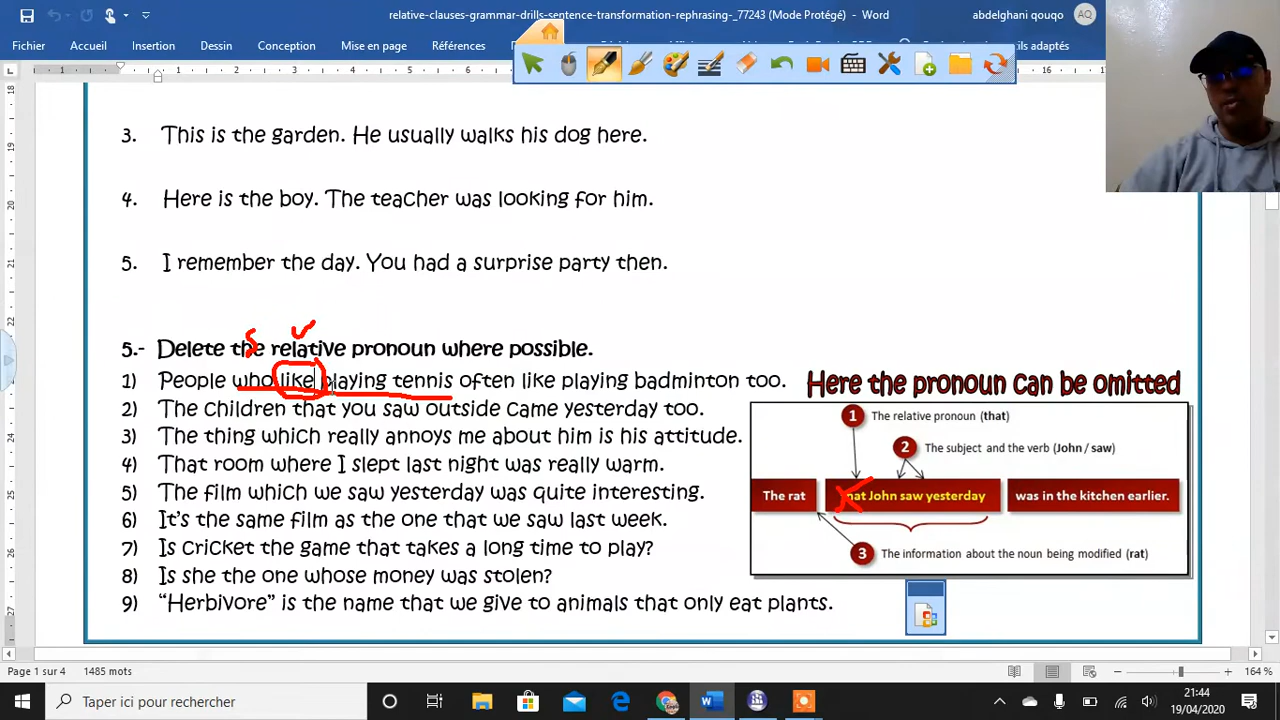 relative-clauses-grammar-drills-sentence-transformation-rephrasing-_77243 (Mode Protégé) - Word
abdelghani qouqo
AQ
Fichier Accueil Insertion Dessin Conception Mise en page Références
3. This is the garden. He usually walks his dog here.
4. Here is the boy. The teacher was looking for him.
5. I remember the day. You had a surprise party then.
S V
5.- Delete the relative pronoun where possible.
1) People who like playing tennis often like playing badminton too.
2) The children that you saw outside came yesterday too.
3) The thing which really annoys me about him is his attitude.
4) That room where I slept last night was really warm.
5) The film which we saw yesterday was quite interesting.
6) It's the same film as the one that we saw last week.
7) Is cricket the game that takes a long time to play?
8) Is she the one whose money was stolen?
9) “Herbivore” is the name that we give to animals that only eat plants.
Here the pronoun can be omitted
1 The relative pronoun (that)
2 The subject and the verb (John / saw)
The rat that John saw yesterday was in the kitchen earlier.
3 The information about the noun being modified (rat)
Page 1 sur 4 1485 mots
164 %
Taper ici pour rechercher
21:44
19/04/2020